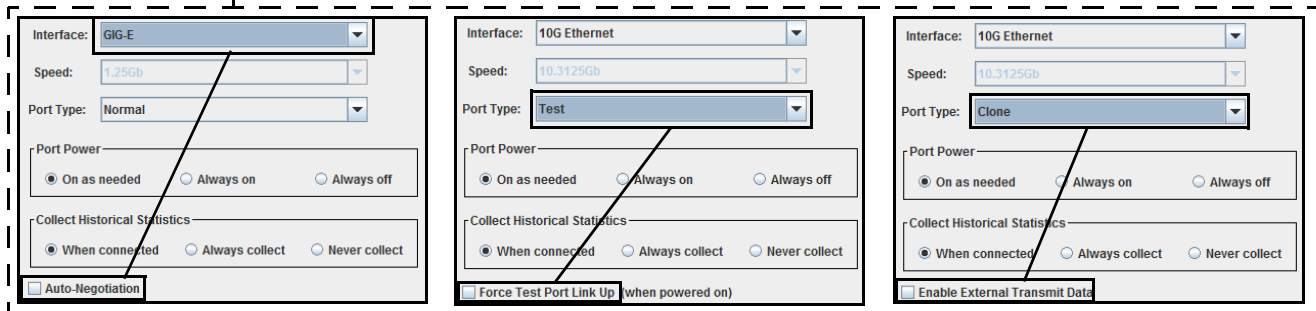 Interface: GIG-E
Speed: 1.25Gb
Port Type: Normal
Port Power
On as needed Always on Always off
Collect Historical Statistics
When connected Always collect Never collect
Auto-Negotiation
Interface: 10G Ethernet
Speed: 10.3125Gb
Port Type: Test
Port Power
On as needed Always on Always off
Collect Historical Statistics
When connected Always collect Never collect
Force Test Port Link Up (when powered on)
Interface: 10G Ethernet
Speed: 10.3125Gb
Port Type: Clone
Port Power
On as needed Always on Always off
Collect Historical Statistics
When connected Always collect Never collect
Enable External Transmit Data